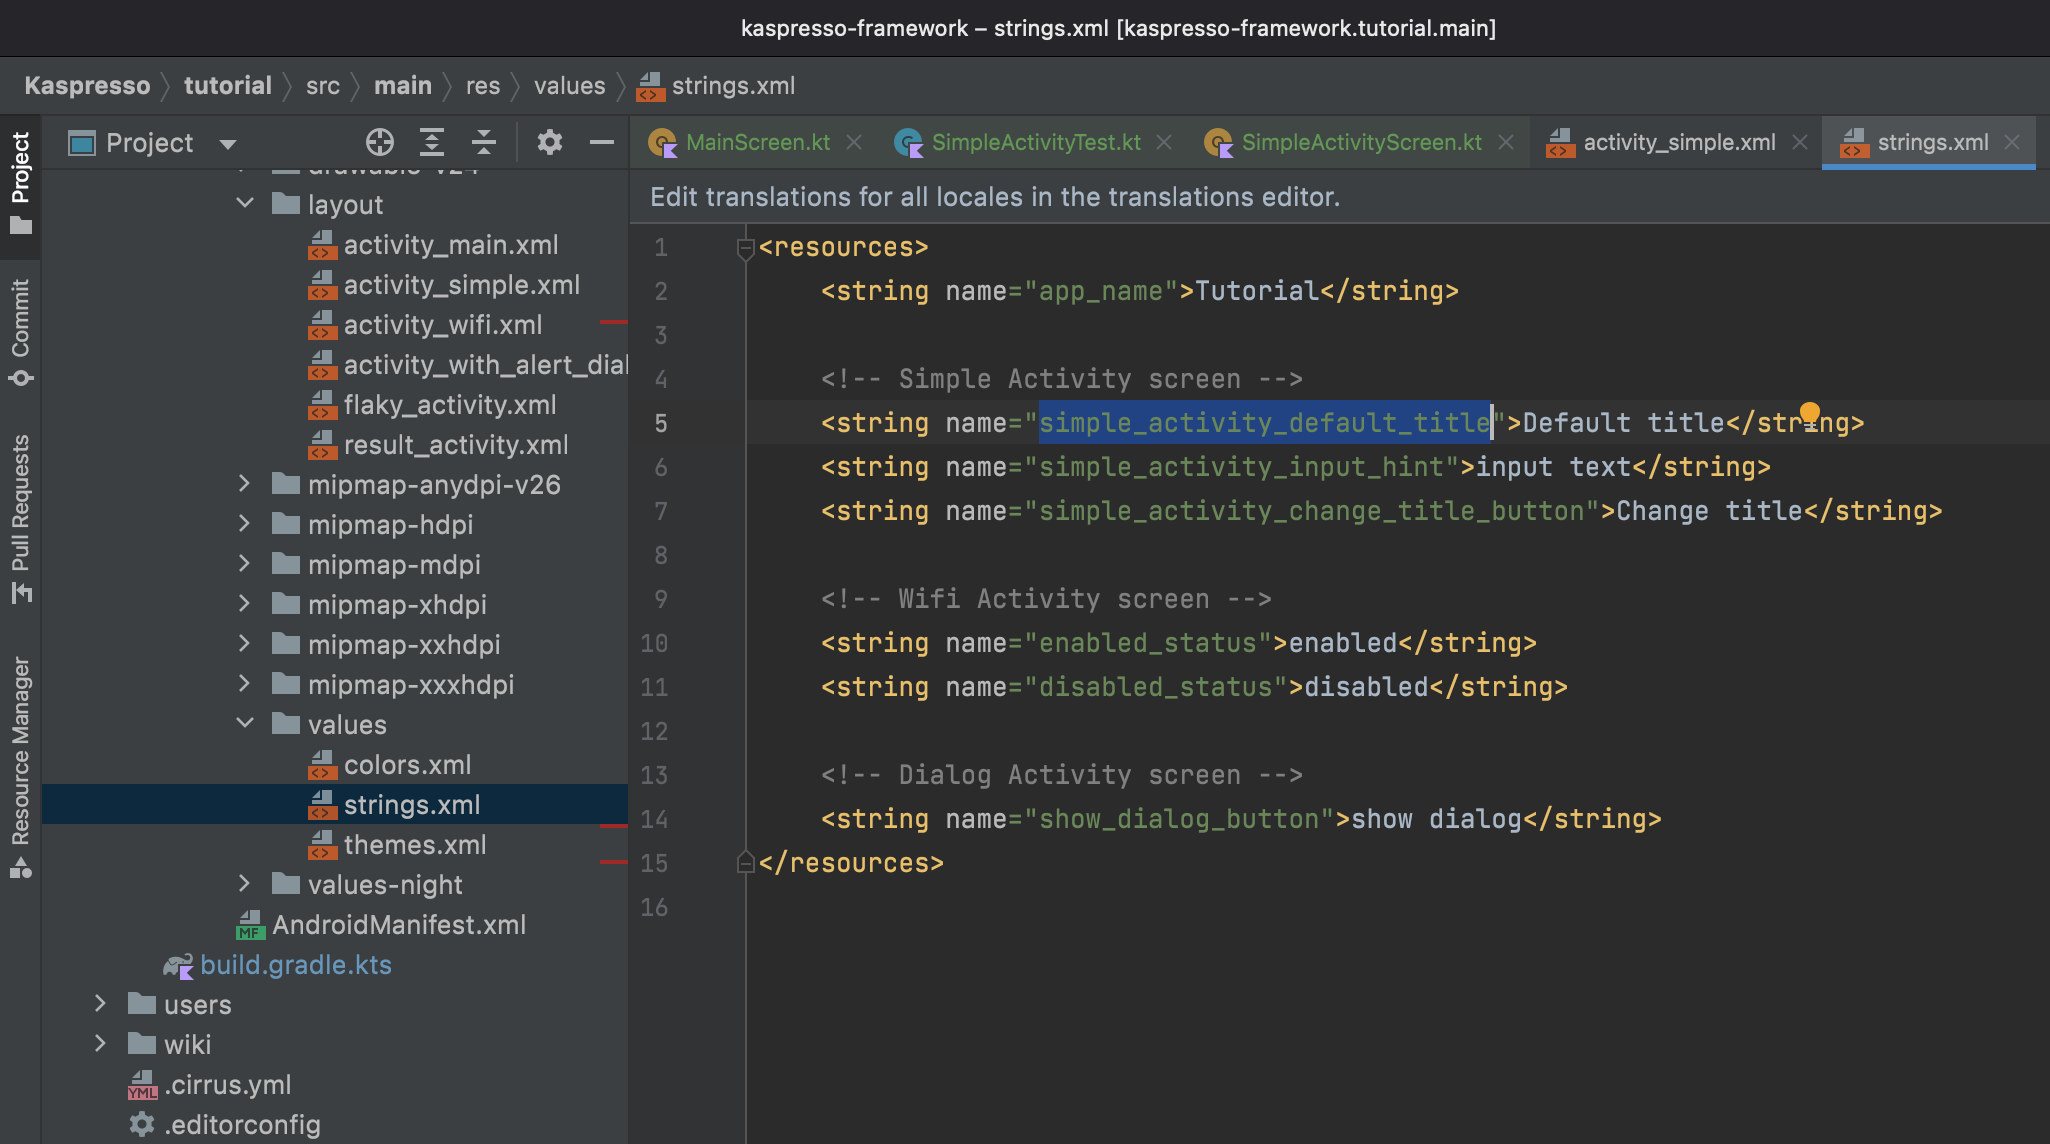 kaspresso-framework – strings.xml [kaspresso-framework.tutorial.main]
Kaspresso tutorial src main res values strings.xml
Project
Commit
Pull Requests
Resource Manager
Project
layout
activity_main.xml
activity_simple.xml
activity_wifi.xml
activity_with_alert_dial
flaky_activity.xml
result_activity.xml
mipmap-anydpi-v26
mipmap-hdpi
mipmap-mdpi
mipmap-xhdpi
mipmap-xxhdpi
mipmap-xxxhdpi
values
colors.xml
strings.xml
themes.xml
values-night
MF AndroidManifest.xml
build.gradle.kts
users
wiki
YML .cirrus.yml
.editorconfig
MainScreen.kt SimpleActivityTest.kt SimpleActivityScreen.kt activity_simple.xml strings.xml
Edit translations for all locales in the translations editor.
1 <resources>
2 <string name="app_name">Tutorial</string>
3
4 <!-- Simple Activity screen -->
5 <string name="simple_activity_default_title">Default title</string>
6 <string name="simple_activity_input_hint">input text</string>
7 <string name="simple_activity_change_title_button">Change title</string>
8
9 <!-- Wifi Activity screen -->
10 <string name="enabled_status">enabled</string>
11 <string name="disabled_status">disabled</string>
12
13 <!-- Dialog Activity screen -->
14 <string name="show_dialog_button">show dialog</string>
15 </resources>
16